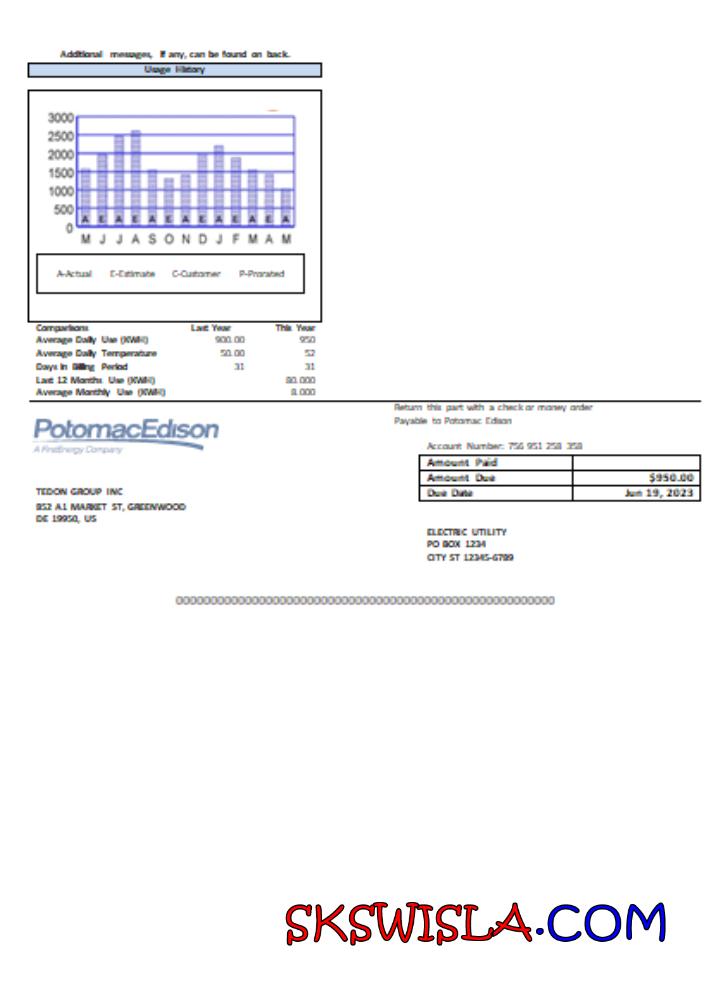 Additional messages, if any, can be found on back.
Usage History
3000
2500
2000
1500
1000
500
0
A E A E A E A E A E A E A
M J J A S O N D J F M A M
A-Actual E-Estimate C-Customer P-Prorated
Comparisons Last Year This Year
Average Daily Use (KWH) 900.00 950
Average Daily Temperature 50.00 52
Days in Billing Period 31 31
Last 12 Months Use (KWH) 80.000
Average Monthly Use (KWH) 8.000
Return this part with a check or money order
Payable to Potomac Edison
PotomacEdison
A FirstEnergy Company
Account Number: 756 951 258 358
Amount Paid
Amount Due $950.00
Due Date Jun 19, 2023
TEDON GROUP INC
852 A1 MARKET ST, GREENWOOD
DE 19950, US
ELECTRIC UTILITY
PO BOX 1234
CITY ST 12345-6789
SKSWISLA.COM